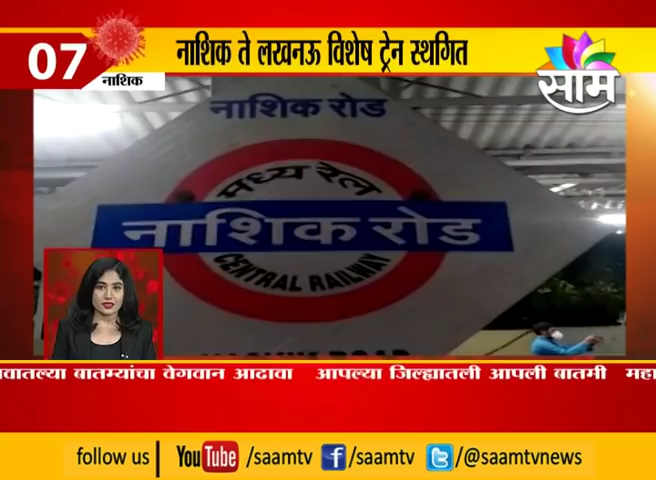 07
नाशिक
नाशिक ते लखनऊ विशेष ट्रेन स्थगित
साम
नाशिक रोड
मध्य रेल
नाशिक रोड
CENTRAL RAILWAY
बातम्यांचा वेगवान आढावा आपल्या जिल्ह्यातली आपली बातमी
follow us YouTube /saamtv f /saamtv /@saamtvnews